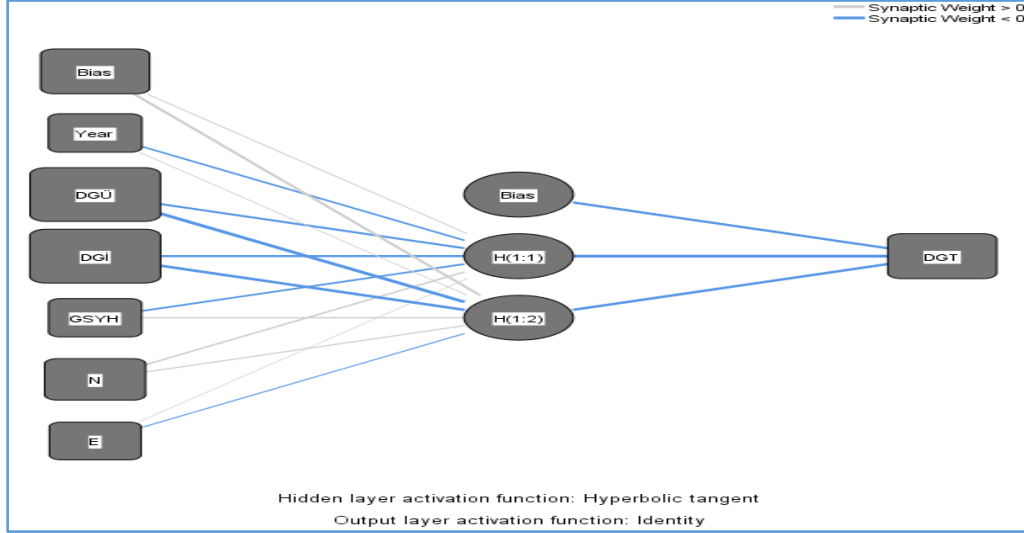 Synaptic Weight > 0
Synaptic Weight < 0
Bias
Year
DGÜ
Bias
DGİ
H(1:1)
DGT
GSYH
H(1:2)
N
E
Hidden layer activation function: Hyperbolic tangent
Output layer activation function: Identity